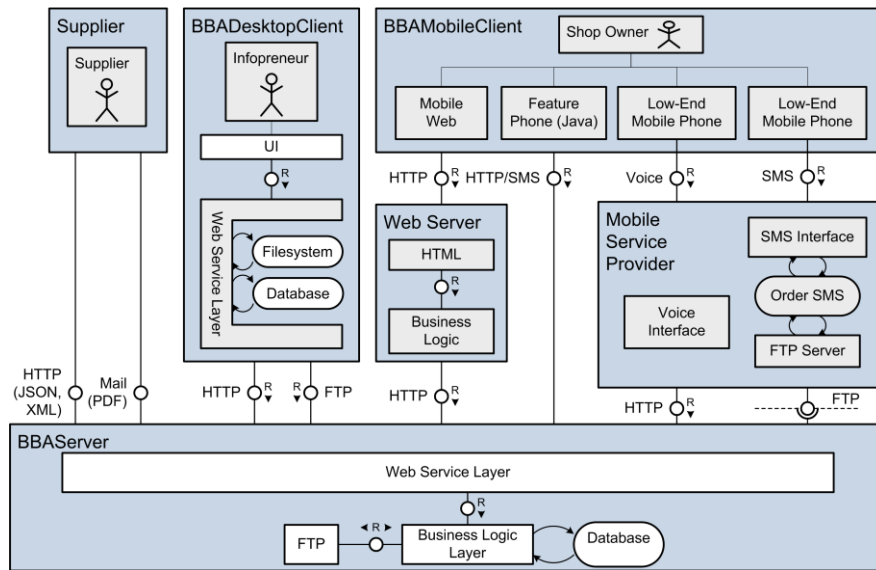 Supplier
Supplier
BBADesktopClient
Infopreneur
UI
R
Web Service Layer
Filesystem
Database
BBAMobileClient
Shop Owner
Mobile
Web
Feature
Phone (Java)
Low-End
Mobile Phone
Low-End
Mobile Phone
HTTP
R
HTTP/SMS
R
Voice
R
SMS
R
Web Server
HTML
R
Business
Logic
Mobile
Service
Provider
SMS Interface
Order SMS
FTP Server
Voice
Interface
HTTP
(JSON,
XML)
Mail
(PDF)
HTTP
R
R
FTP
HTTP
R
HTTP
R
FTP
BBAServer
Web Service Layer
R
FTP
R
Business Logic
Layer
Database